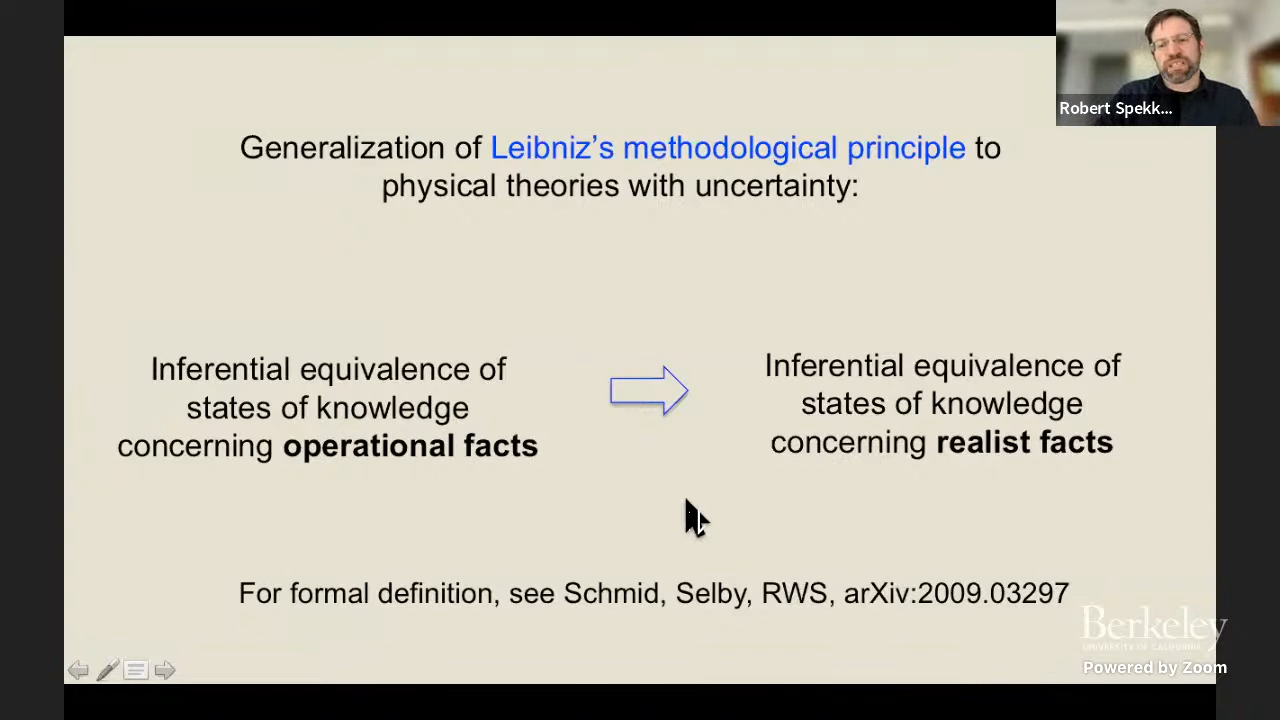 Robert Spekk...
Generalization of Leibniz's methodological principle to
physical theories with uncertainty:
Inferential equivalence of
states of knowledge
concerning operational facts
Inferential equivalence of
states of knowledge
concerning realist facts
For formal definition, see Schmid, Selby, RWS, arXiv:2009.03297
Berkeley
UNIVERSITY OF CALIFORNIA
Powered by Zoom